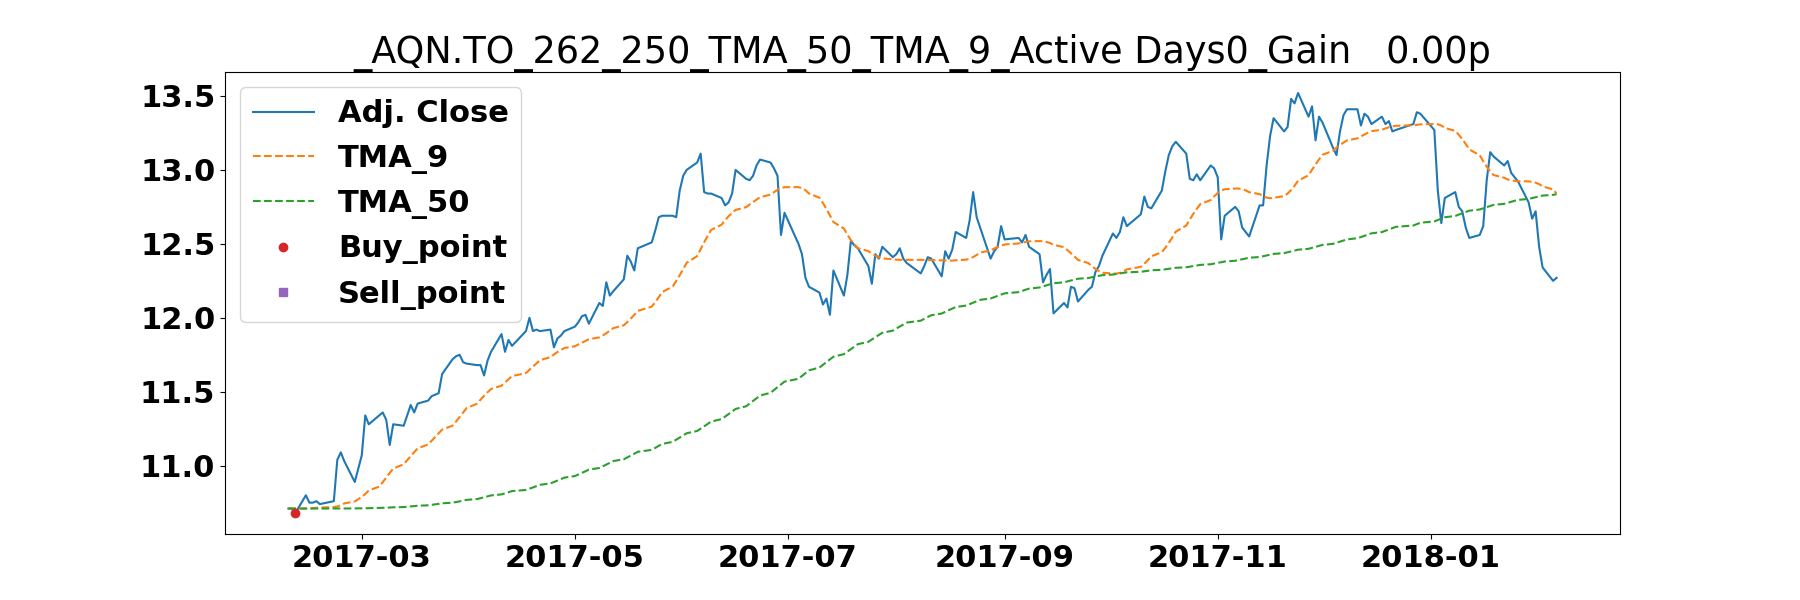 _AQN.TO_262_250_TMA_50_TMA_9_Active Days0_Gain   0.00p
13.5
13.0
12.5
12.0
11.5
11.0
Adj. Close
TMA_9
TMA_50
Buy_point
Sell_point
2017-03
2017-05
2017-07
2017-09
2017-11
2018-01